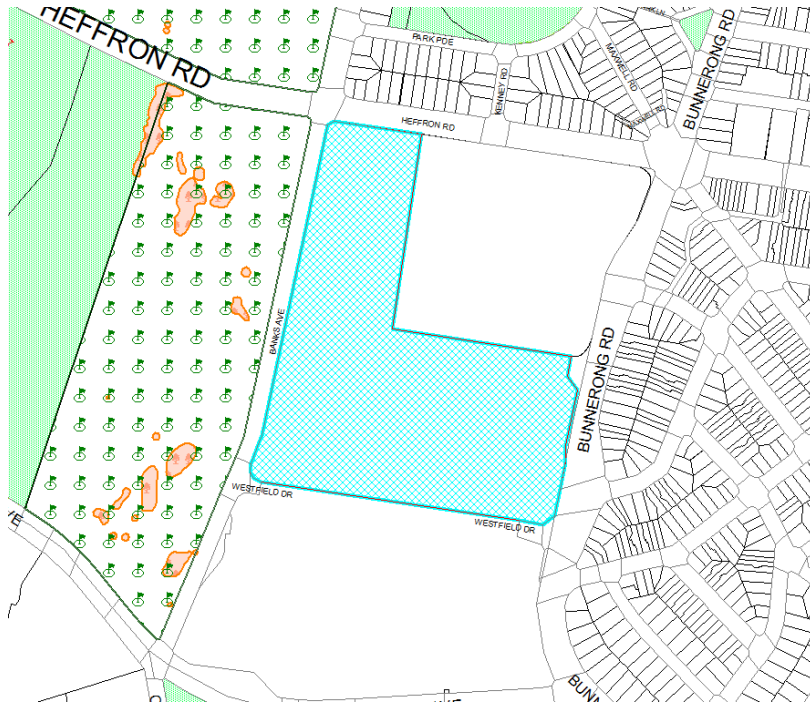 HEFFRON RD
PARK PDE
KENNEY RD
MAXWELL RD
BUNNERONG RD
HEFFRON RD
BANKS AVE
BUNNERONG RD
WESTFIELD DR
WESTFIELD DR